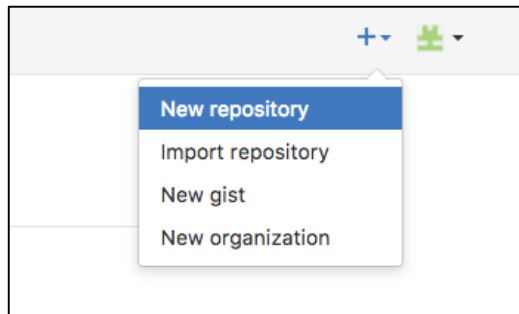 New repository
Import repository
New gist
New organization